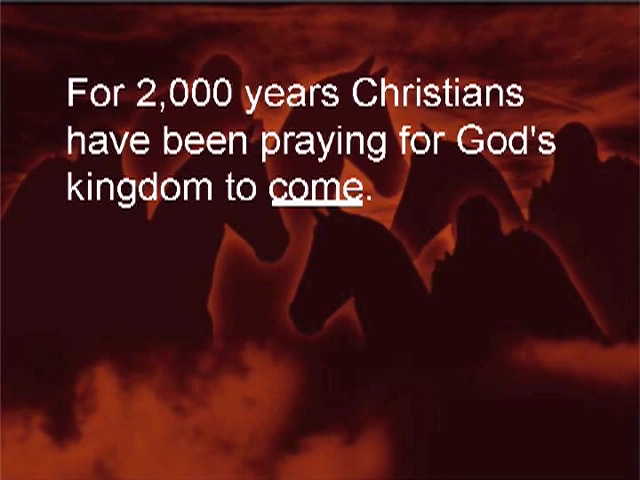 For 2,000 years Christians
have been praying for God's
kingdom to come.